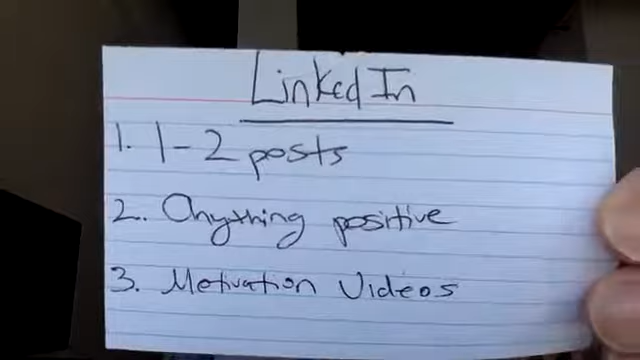 LinkedIn
1. 1-2 posts
2. Anything positive
3. Motivation Videos